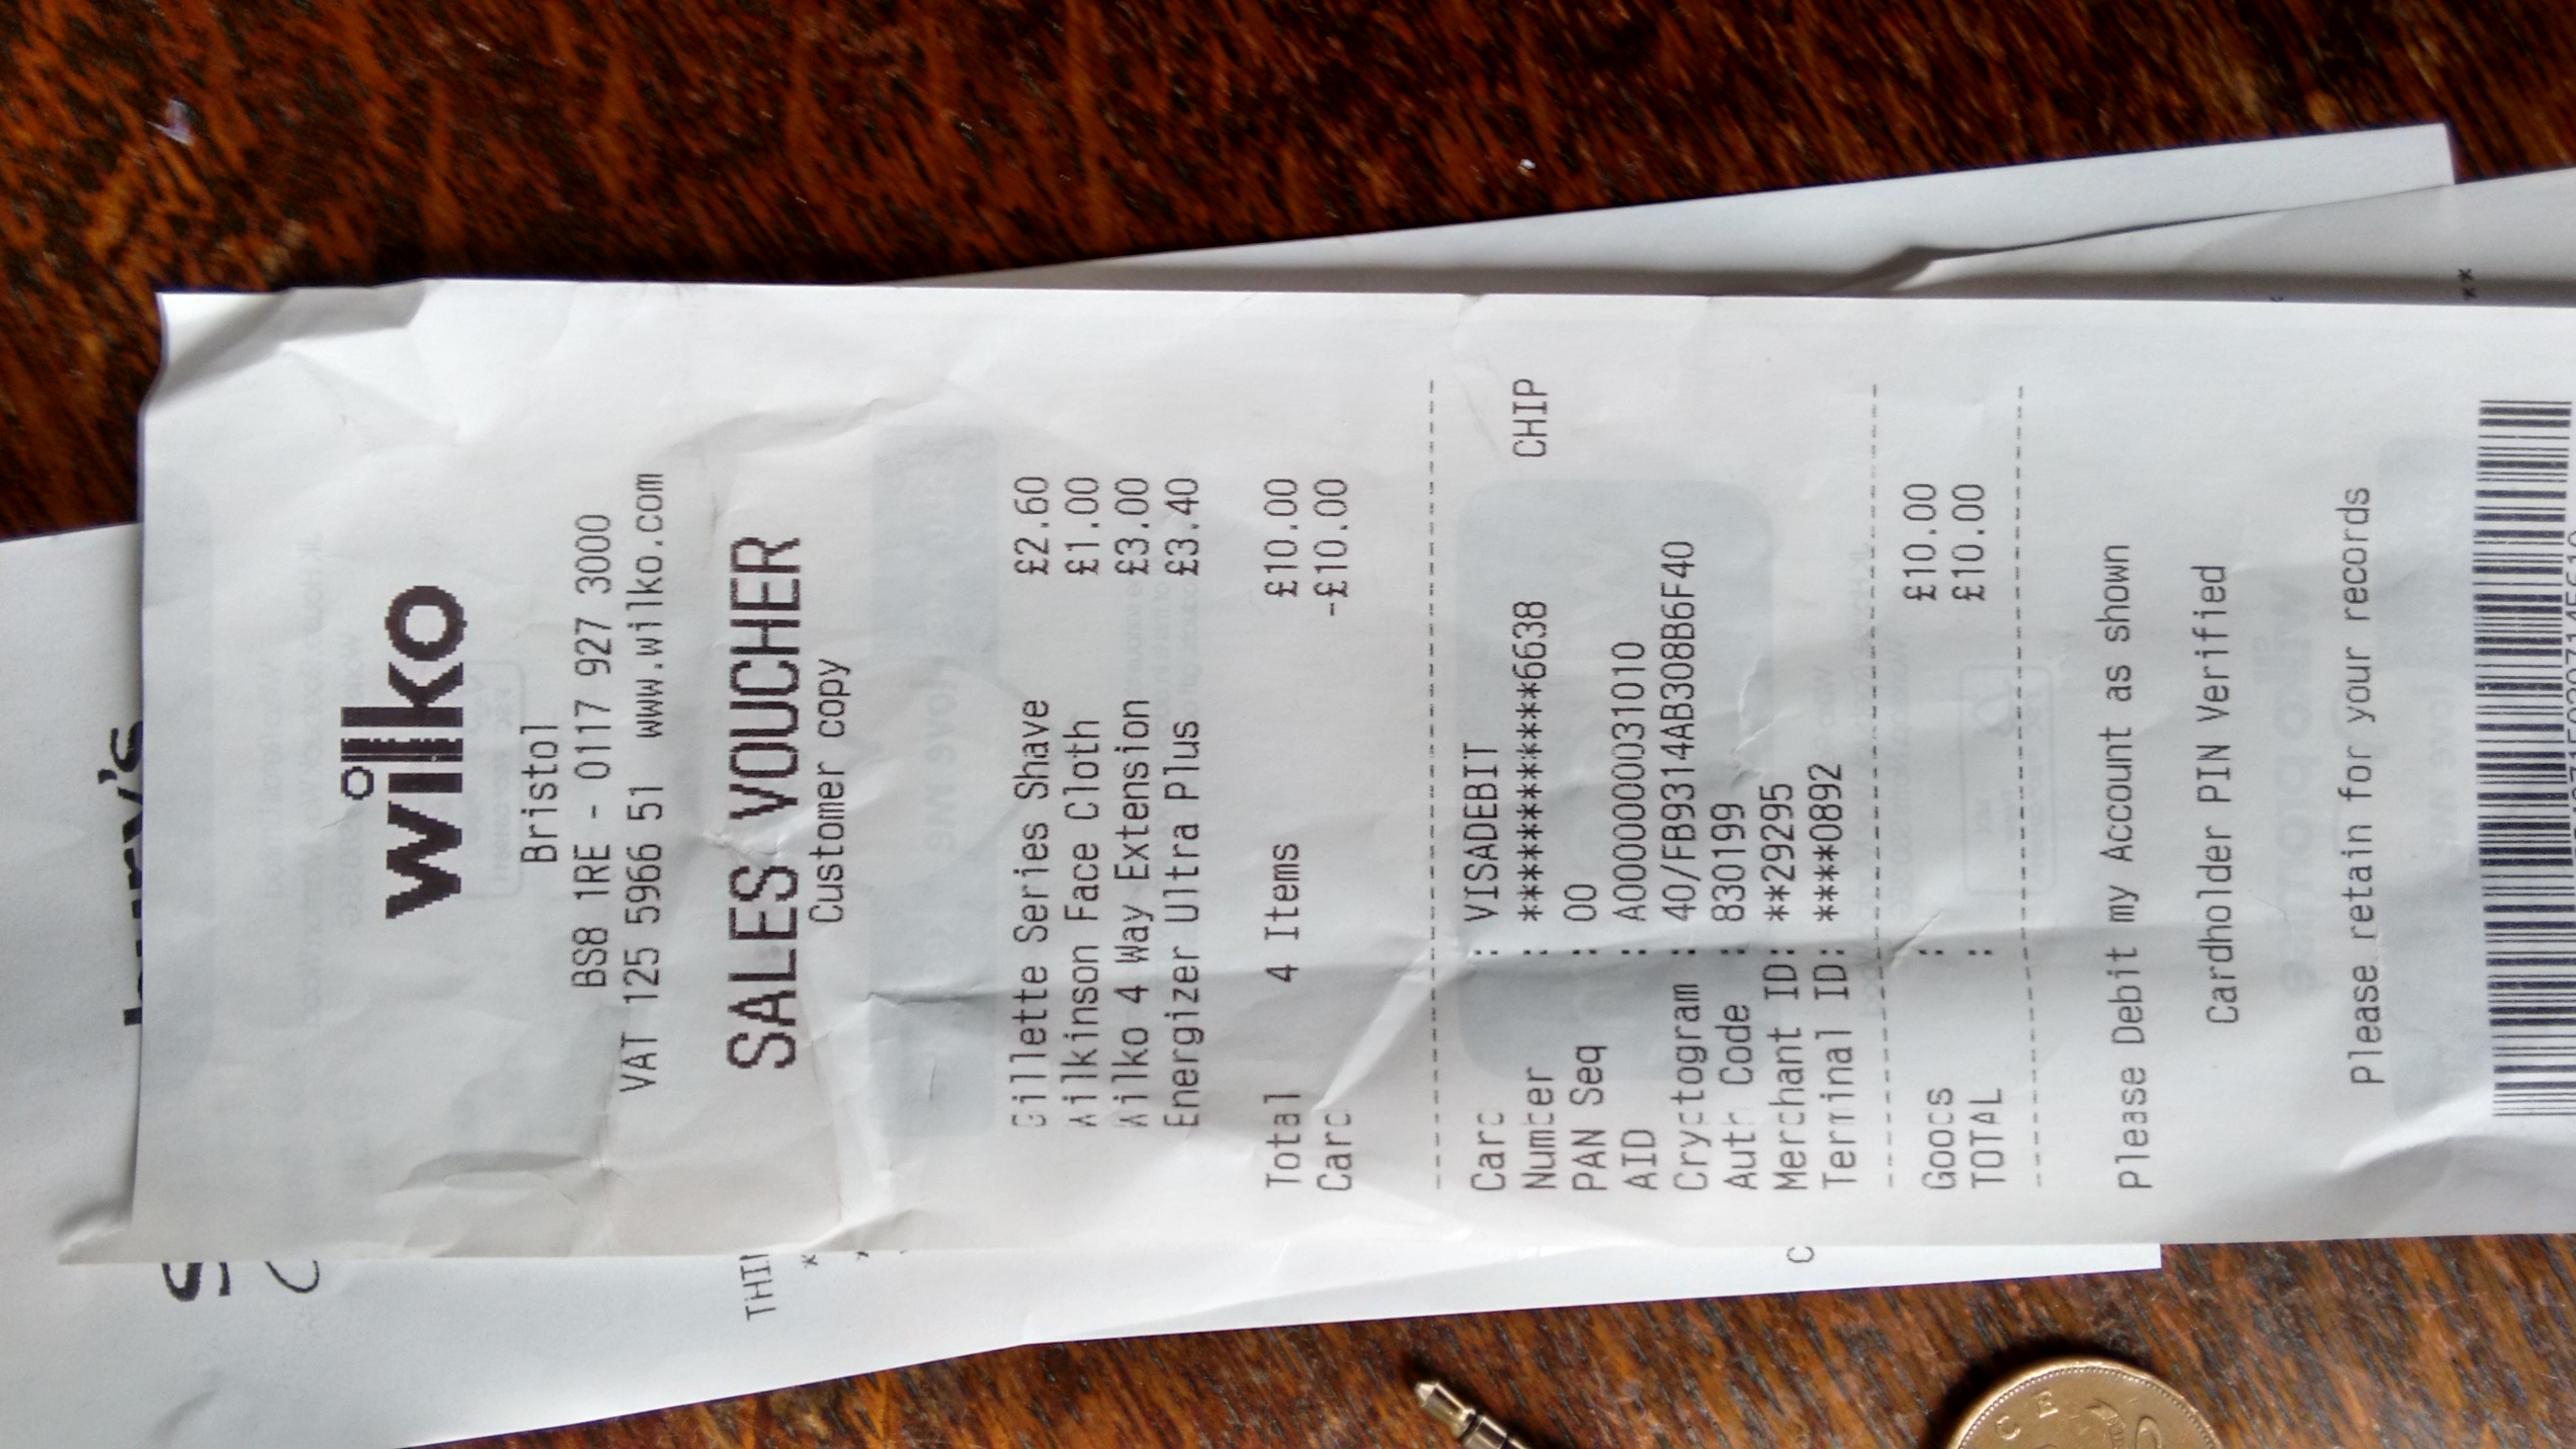 bury's
wilko
Bristol
BS8 1RE - 0117 927 3000
VAT 125 5966 51 www.wilko.com
SALES VOUCHER
Customer copy
Gillette Series Shave £2.60
Wilkinson Face Cloth £1.00
Wilko 4 Way Extension £3.00
Energizer Ultra Plus £3.40
Total 4 Items £10.00
Card -£10.00
Card : VISADEBIT
Number : ************6638 CHIP
PAN Seq : 00
AID : A0000000031010
Cryptogram : 40/FB9314AB308B6F40
Auth Code : 830199
Merchant ID: **29295
Terminal ID: ****0892
Goods : £10.00
TOTAL : £10.00
Please Debit my Account as shown
Cardholder PIN Verified
Please retain for your records